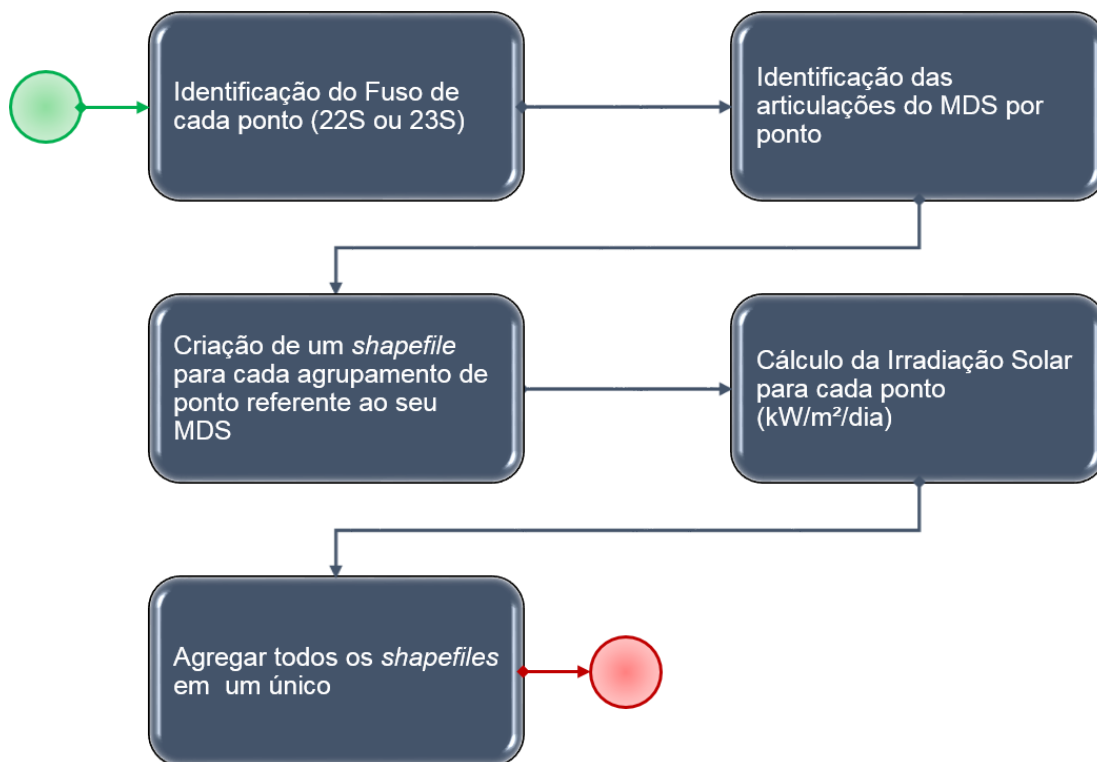 Identificação do Fuso de
cada ponto (22S ou 23S)
Identificação das
articulações do MDS por
ponto
Criação de um shapefile
para cada agrupamento de
ponto referente ao seu
MDS
Cálculo da Irradiação Solar
para cada ponto
(kW/m²/dia)
Agregar todos os shapefiles
em  um único